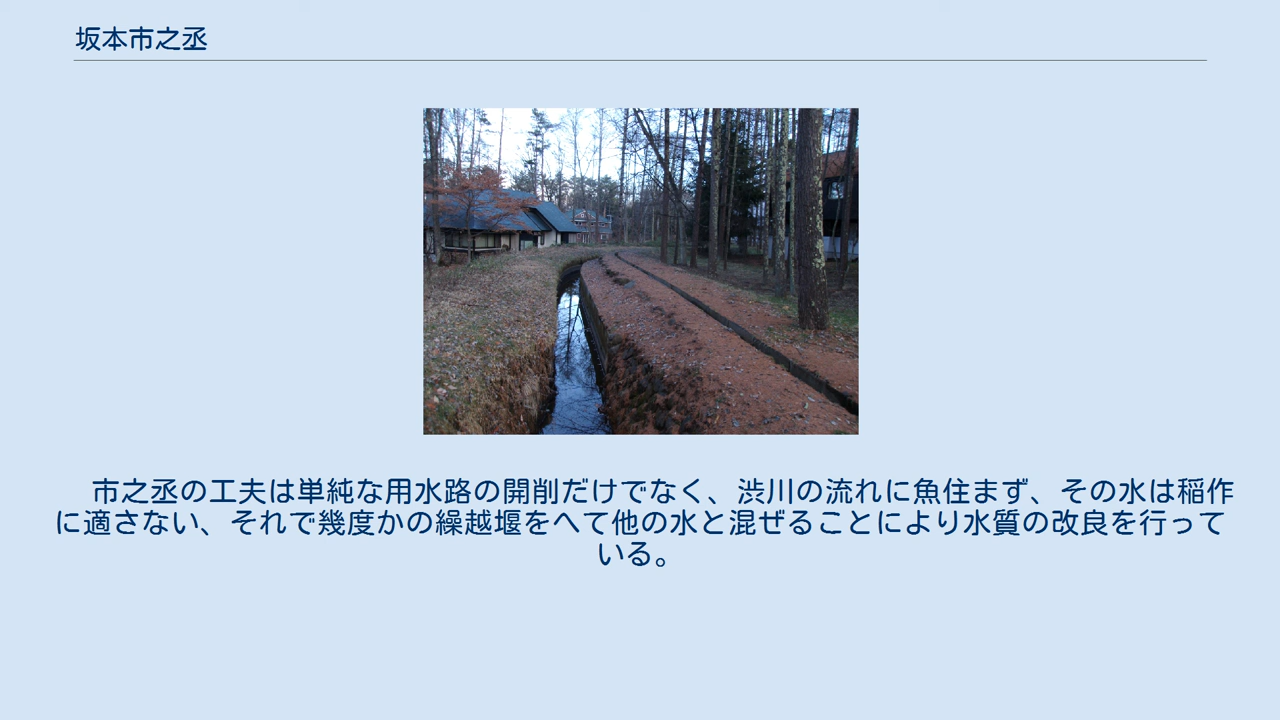 坂本市之丞
市之丞の工夫は単純な用水路の開削だけでなく、渋川の流れに魚住まず、その水は稲作
に適さない、それで幾度かの繰越堰をへて他の水と混ぜることにより水質の改良を行って
いる。